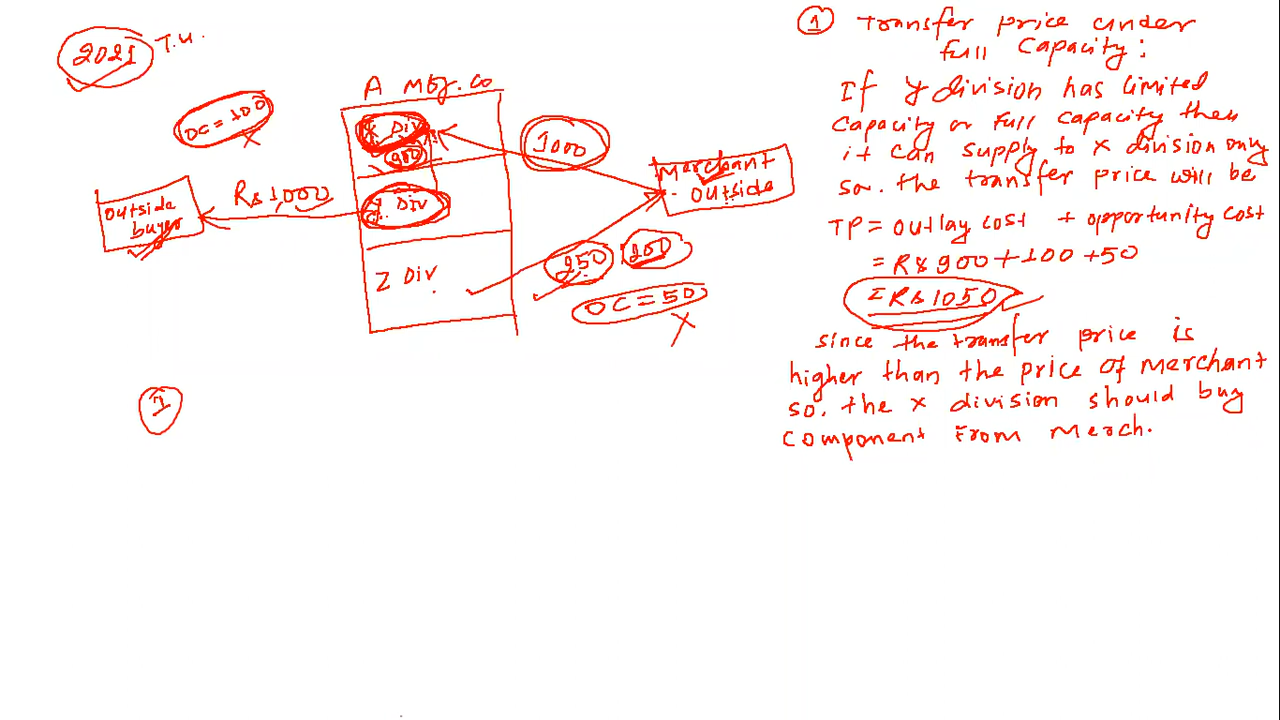 2021 T.U.
A Mfg. co
OC = 100
X Div
900
1000
Merchant
outside
outside
buyer
Rs 1,000
Div
Z Div
250 200
OC = 50
I
1 Transfer price under
full capacity:
If Y division has limited
capacity or full capacity then
it can supply to X division only
so. the transfer price will be
TP = outlay cost + opportunity cost
= Rs 900 + 100 + 50
= Rs 1050
since the transfer price is
higher than the price of merchant
so. the X division should buy
component from merch.